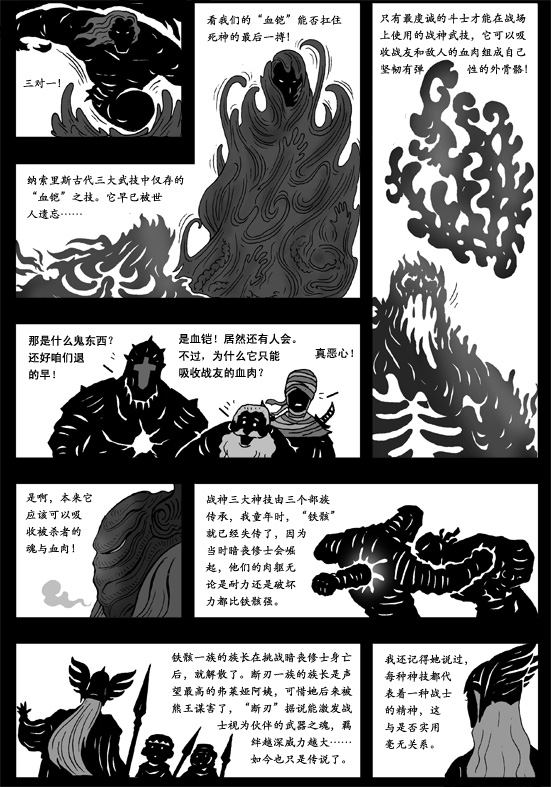 三对一！
看我们的“血铠”能否扛住
死神的最后一搏！
纳索里斯古代三大武技中仅存的
“血铠”之技。它早已被世
人遗忘……
只有最虔诚的斗士才能在战场
上使用的战神武技，它可以吸
收战友和敌人的血肉组成自己
坚韧有弹 性的外骨骼！
那是什么鬼东西？
还好咱们退
的早！
是血铠！居然还有人会。
不过，为什么它只能
吸收战友的血肉？
真恶心！
是啊，本来它
应该可以吸
收被杀者的
魂与血肉！
战神三大神技由三个部族
传承，我童年时，“铁骸”
就已经失传了，因为
当时暗丧修士会崛
起，他们的肉躯无
论是耐力还是破坏
力都比铁骸强。
铁骸一族的族长在挑战暗丧修士身亡
后，就解散了。断刃一族的族长是声
望最高的弗莱娅阿姨，可惜她后来被
熊王谋害了，“断刃”据说能激发战
士视为伙伴的武器之魂，羁
绊越深威力越大……
如今也只是传说了。
我还记得她说过，
每种神技都代
表着一种战士
的精神，这
与是否实用
毫无关系。